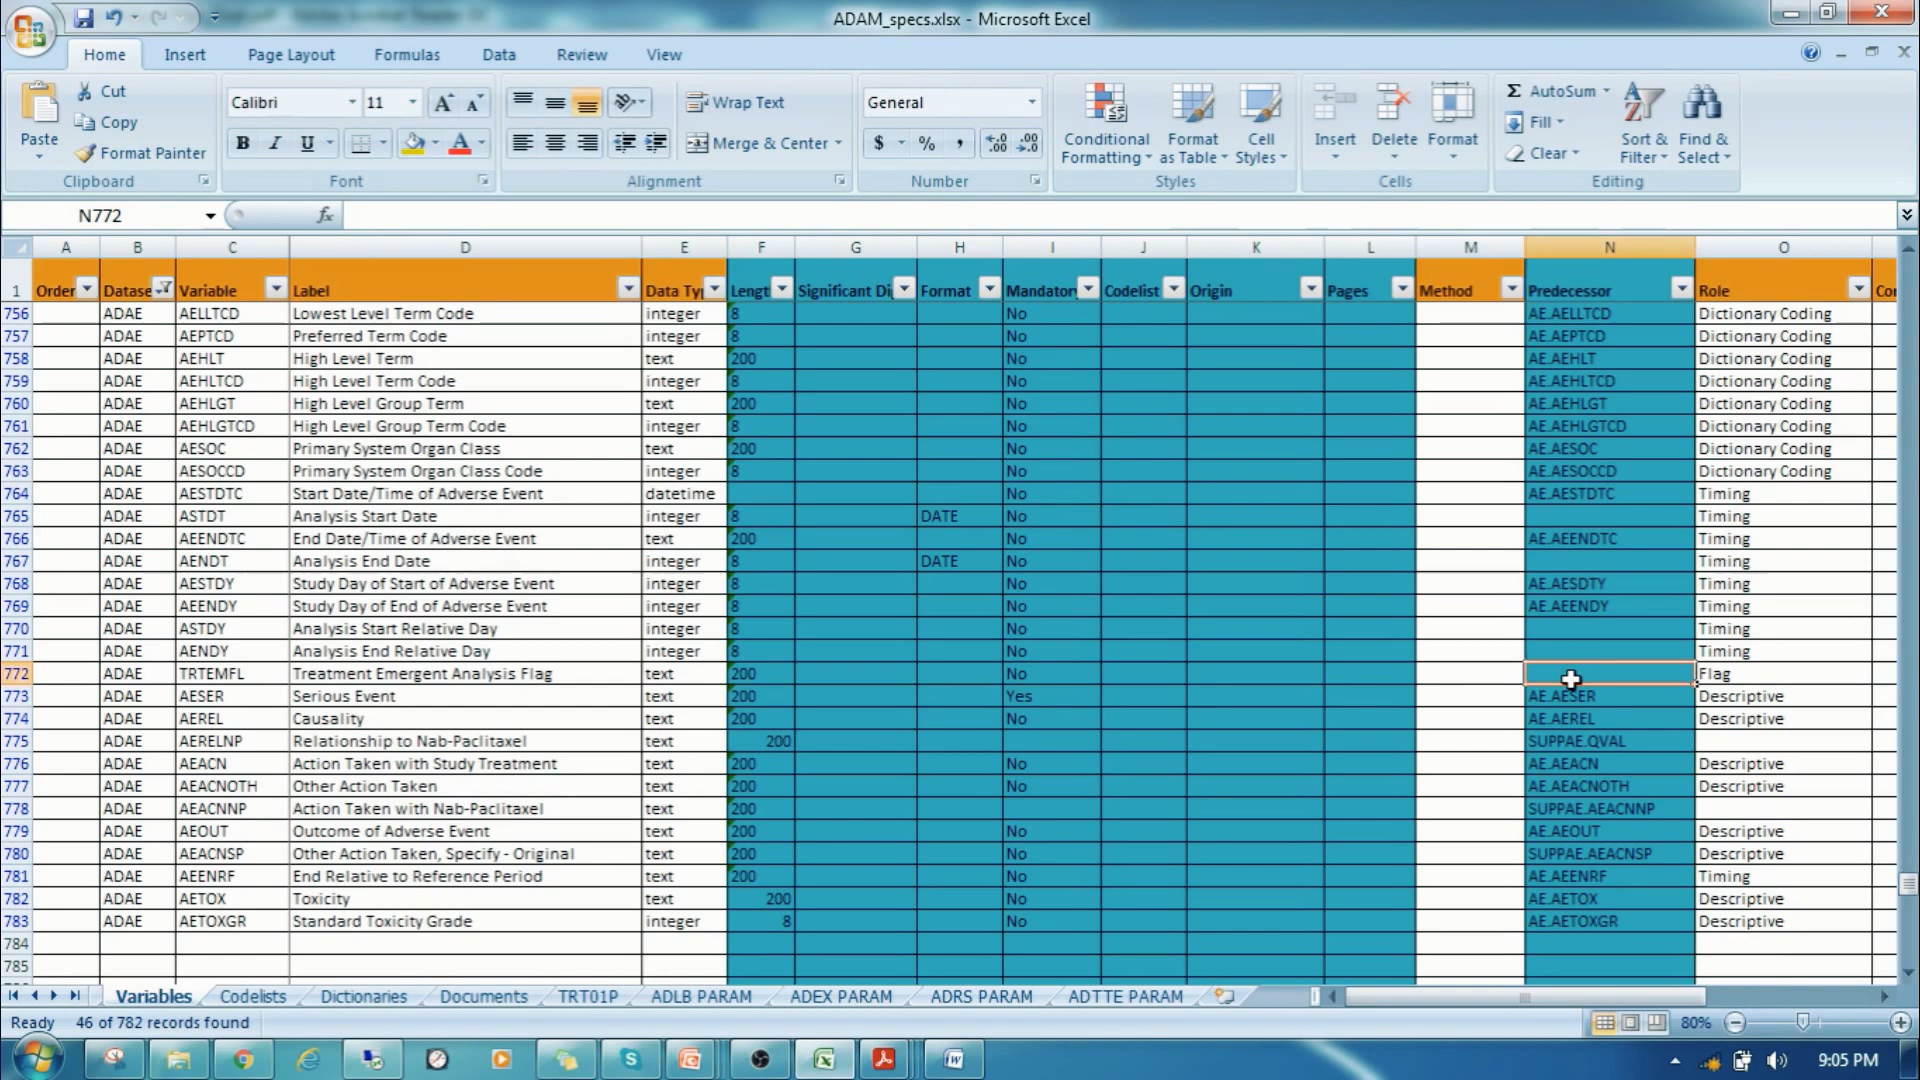 ADAM_specs.xlsx - Microsoft Excel
Home Insert Page Layout Formulas Data Review View
Paste Cut Copy Format Painter Clipboard
Calibri 11 B I U Font
Wrap Text Merge & Center Alignment
General $ % , Number
Conditional Formatting Format as Table Cell Styles Styles
Insert Delete Format Cells
AutoSum Fill Clear Sort & Filter Find & Select Editing
N772 fx
A B C D E F G H I J K L M N O
1 Order Datase Variable Label Data Ty Lengt Significant Di Format Mandator Codelist Origin Pages Method Predecessor Role Cor
756 ADAE AELLTCD Lowest Level Term Code integer 8 No AE.AELLTCD Dictionary Coding
757 ADAE AEPTCD Preferred Term Code integer 8 No AE.AEPTCD Dictionary Coding
758 ADAE AEHLT High Level Term text 200 No AE.AEHLT Dictionary Coding
759 ADAE AEHLTCD High Level Term Code integer 8 No AE.AEHLTCD Dictionary Coding
760 ADAE AEHLGT High Level Group Term text 200 No AE.AEHLGT Dictionary Coding
761 ADAE AEHLGTCD High Level Group Term Code integer 8 No AE.AEHLGTCD Dictionary Coding
762 ADAE AESOC Primary System Organ Class text 200 No AE.AESOC Dictionary Coding
763 ADAE AESOCCD Primary System Organ Class Code integer 8 No AE.AESOCCD Dictionary Coding
764 ADAE AESTDTC Start Date/Time of Adverse Event datetime No AE.AESTDTC Timing
765 ADAE ASTDT Analysis Start Date integer 8 DATE No Timing
766 ADAE AEENDTC End Date/Time of Adverse Event text 200 No AE.AEENDTC Timing
767 ADAE AENDT Analysis End Date integer 8 DATE No Timing
768 ADAE AESTDY Study Day of Start of Adverse Event integer 8 No AE.AESDTY Timing
769 ADAE AEENDY Study Day of End of Adverse Event integer 8 No AE.AEENDY Timing
770 ADAE ASTDY Analysis Start Relative Day integer 8 No Timing
771 ADAE AENDY Analysis End Relative Day integer 8 No Timing
772 ADAE TRTEMFL Treatment Emergent Analysis Flag text 200 No Flag
773 ADAE AESER Serious Event text 200 Yes AE.AESER Descriptive
774 ADAE AEREL Causality text 200 No AE.AEREL Descriptive
775 ADAE AERELNP Relationship to Nab-Paclitaxel text 200 SUPPAE.QVAL
776 ADAE AEACN Action Taken with Study Treatment text 200 No AE.AEACN Descriptive
777 ADAE AEACNOTH Other Action Taken text 200 No AE.AEACNOTH Descriptive
778 ADAE AEACNNP Action Taken with Nab-Paclitaxel text 200 SUPPAE.AEACNNP
779 ADAE AEOUT Outcome of Adverse Event text 200 No AE.AEOUT Descriptive
780 ADAE AEACNSP Other Action Taken, Specify - Original text 200 No SUPPAE.AEACNSP Descriptive
781 ADAE AEENRF End Relative to Reference Period text 200 No AE.AEENRF Timing
782 ADAE AETOX Toxicity text 200 No AE.AETOX Descriptive
783 ADAE AETOXGR Standard Toxicity Grade integer 8 No AE.AETOXGR Descriptive
784
785
Variables Codelists Dictionaries Documents TRT01P ADLB PARAM ADEX PARAM ADRS PARAM ADTTE PARAM
Ready 46 of 782 records found 80%
9:05 PM